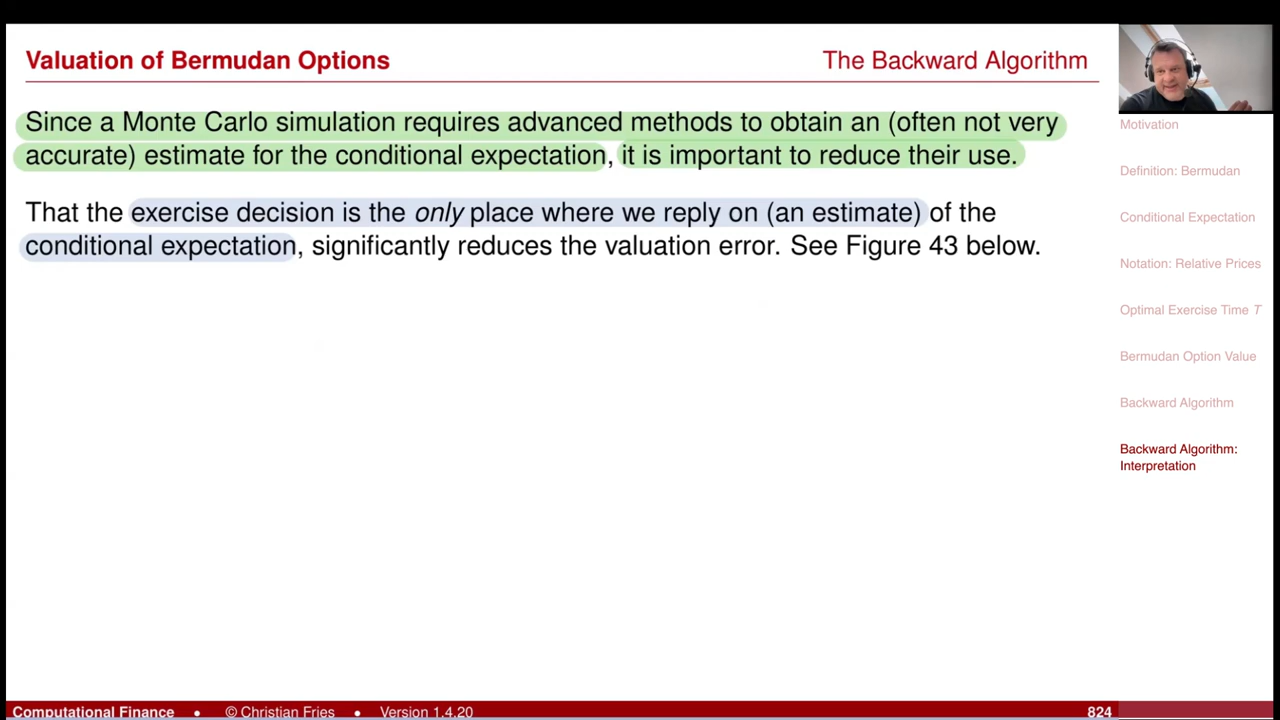 Valuation of Bermudan Options
The Backward Algorithm
Since a Monte Carlo simulation requires advanced methods to obtain an (often not very
accurate) estimate for the conditional expectation, it is important to reduce their use.
That the exercise decision is the only place where we reply on (an estimate) of the
conditional expectation, significantly reduces the valuation error. See Figure 43 below.
Motivation
Definition: Bermudan
Conditional Expectation
Notation: Relative Prices
Optimal Exercise Time T
Bermudan Option Value
Backward Algorithm
Backward Algorithm:
Interpretation
Computational Finance • © Christian Fries • Version 1.4.20
824